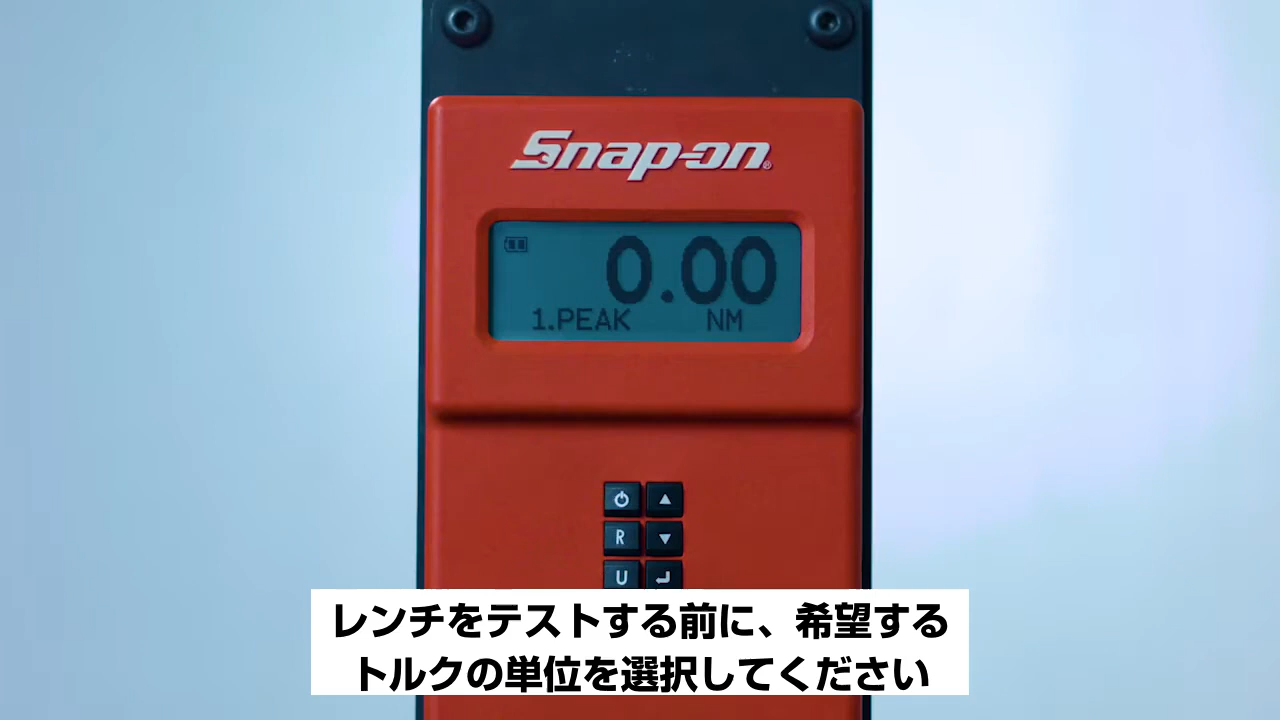 Snap-on®
0.00
1.PEAK NM
R
U
レンチをテストする前に、希望する
トルクの単位を選択してください